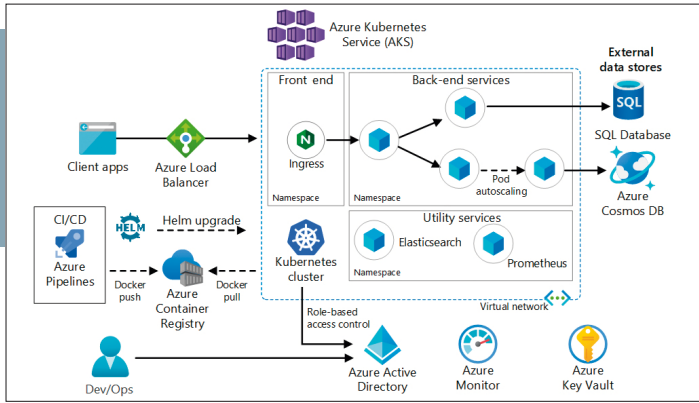 Azure Kubernetes
Service (AKS)
Front end
Back-end services
External
data stores
SQL
SQL Database
Client apps
Azure Load
Balancer
N
Ingress
Pod
autoscaling
Azure
Cosmos DB
Namespace
Namespace
CI/CD
Azure
Pipelines
HELM
Helm upgrade
Kubernetes
cluster
Utility services
Elasticsearch
Prometheus
Namespace
Docker
push
Azure
Container
Registry
Docker
pull
Virtual network
Role-based
access control
Dev/Ops
Azure Active
Directory
Azure
Monitor
Azure
Key Vault